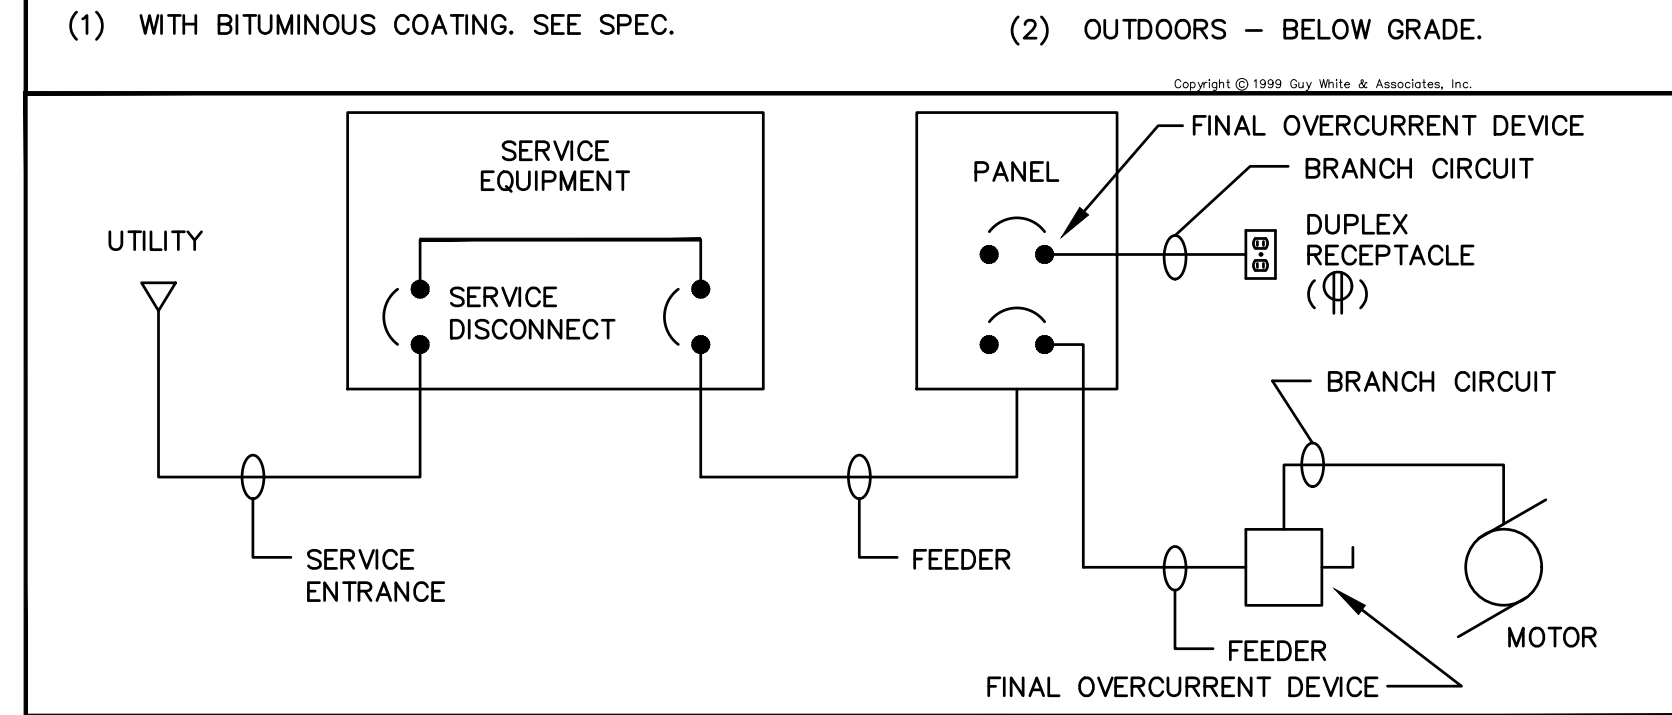 (1) WITH BITUMINOUS COATING. SEE SPEC.
(2) OUTDOORS – BELOW GRADE.
Copyright © 1999 Guy White & Associates, Inc.
SERVICE
EQUIPMENT
PANEL
FINAL OVERCURRENT DEVICE
BRANCH CIRCUIT
UTILITY
DUPLEX
RECEPTACLE
( )
SERVICE
DISCONNECT
BRANCH CIRCUIT
SERVICE
ENTRANCE
FEEDER
MOTOR
FEEDER
FINAL OVERCURRENT DEVICE